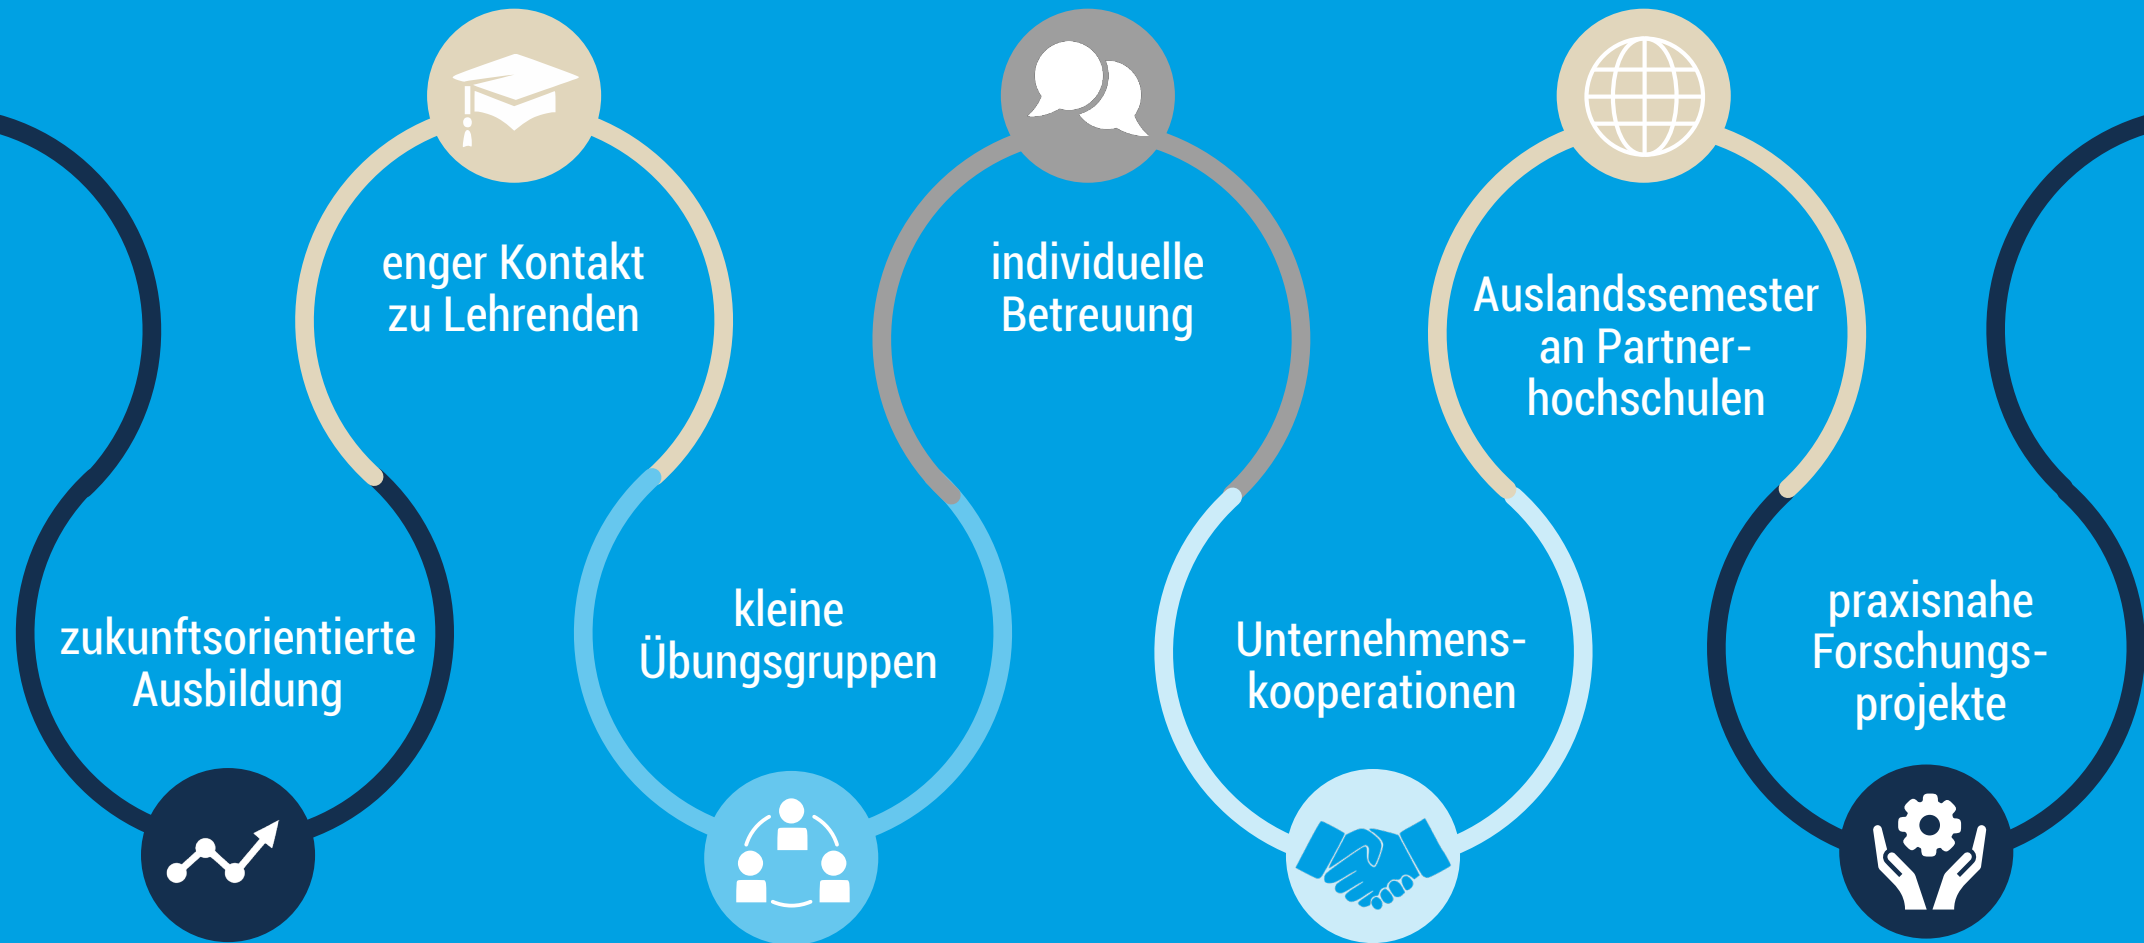 zukunftsorientierte
Ausbildung
enger Kontakt
zu Lehrenden
kleine
Übungsgruppen
individuelle
Betreuung
Unternehmens-
kooperationen
Auslandssemester
an Partner-
hochschulen
praxisnahe
Forschungs-
projekte